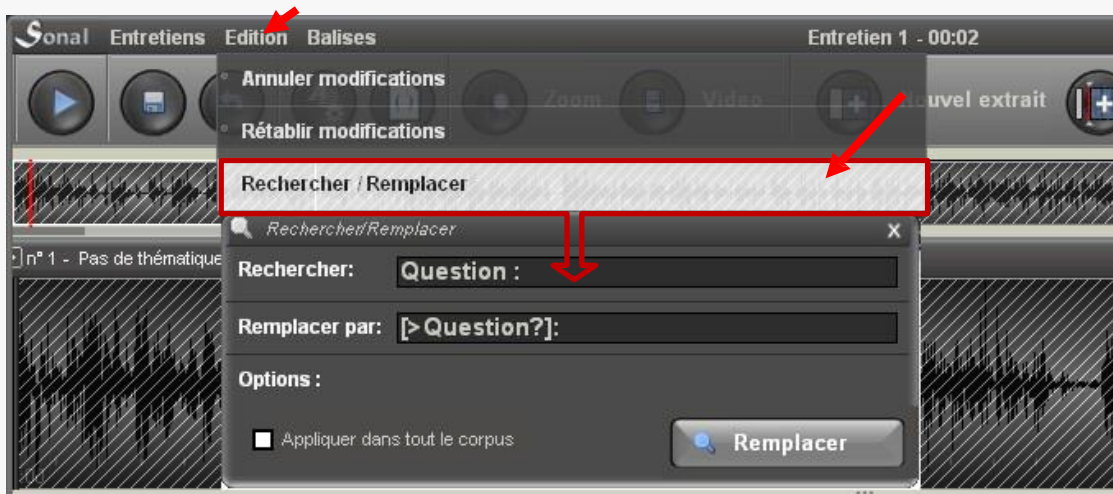 Sonal Entretiens Edition Balises Entretien 1 - 00:02
Annuler modifications
Zoom Video Nouvel extrait
Rétablir modifications
Rechercher / Remplacer
Rechercher/Remplacer x
n° 1 - Pas de thématique
Rechercher: Question :
Remplacer par: [>Question?]:
Options :
Appliquer dans tout le corpus
Remplacer